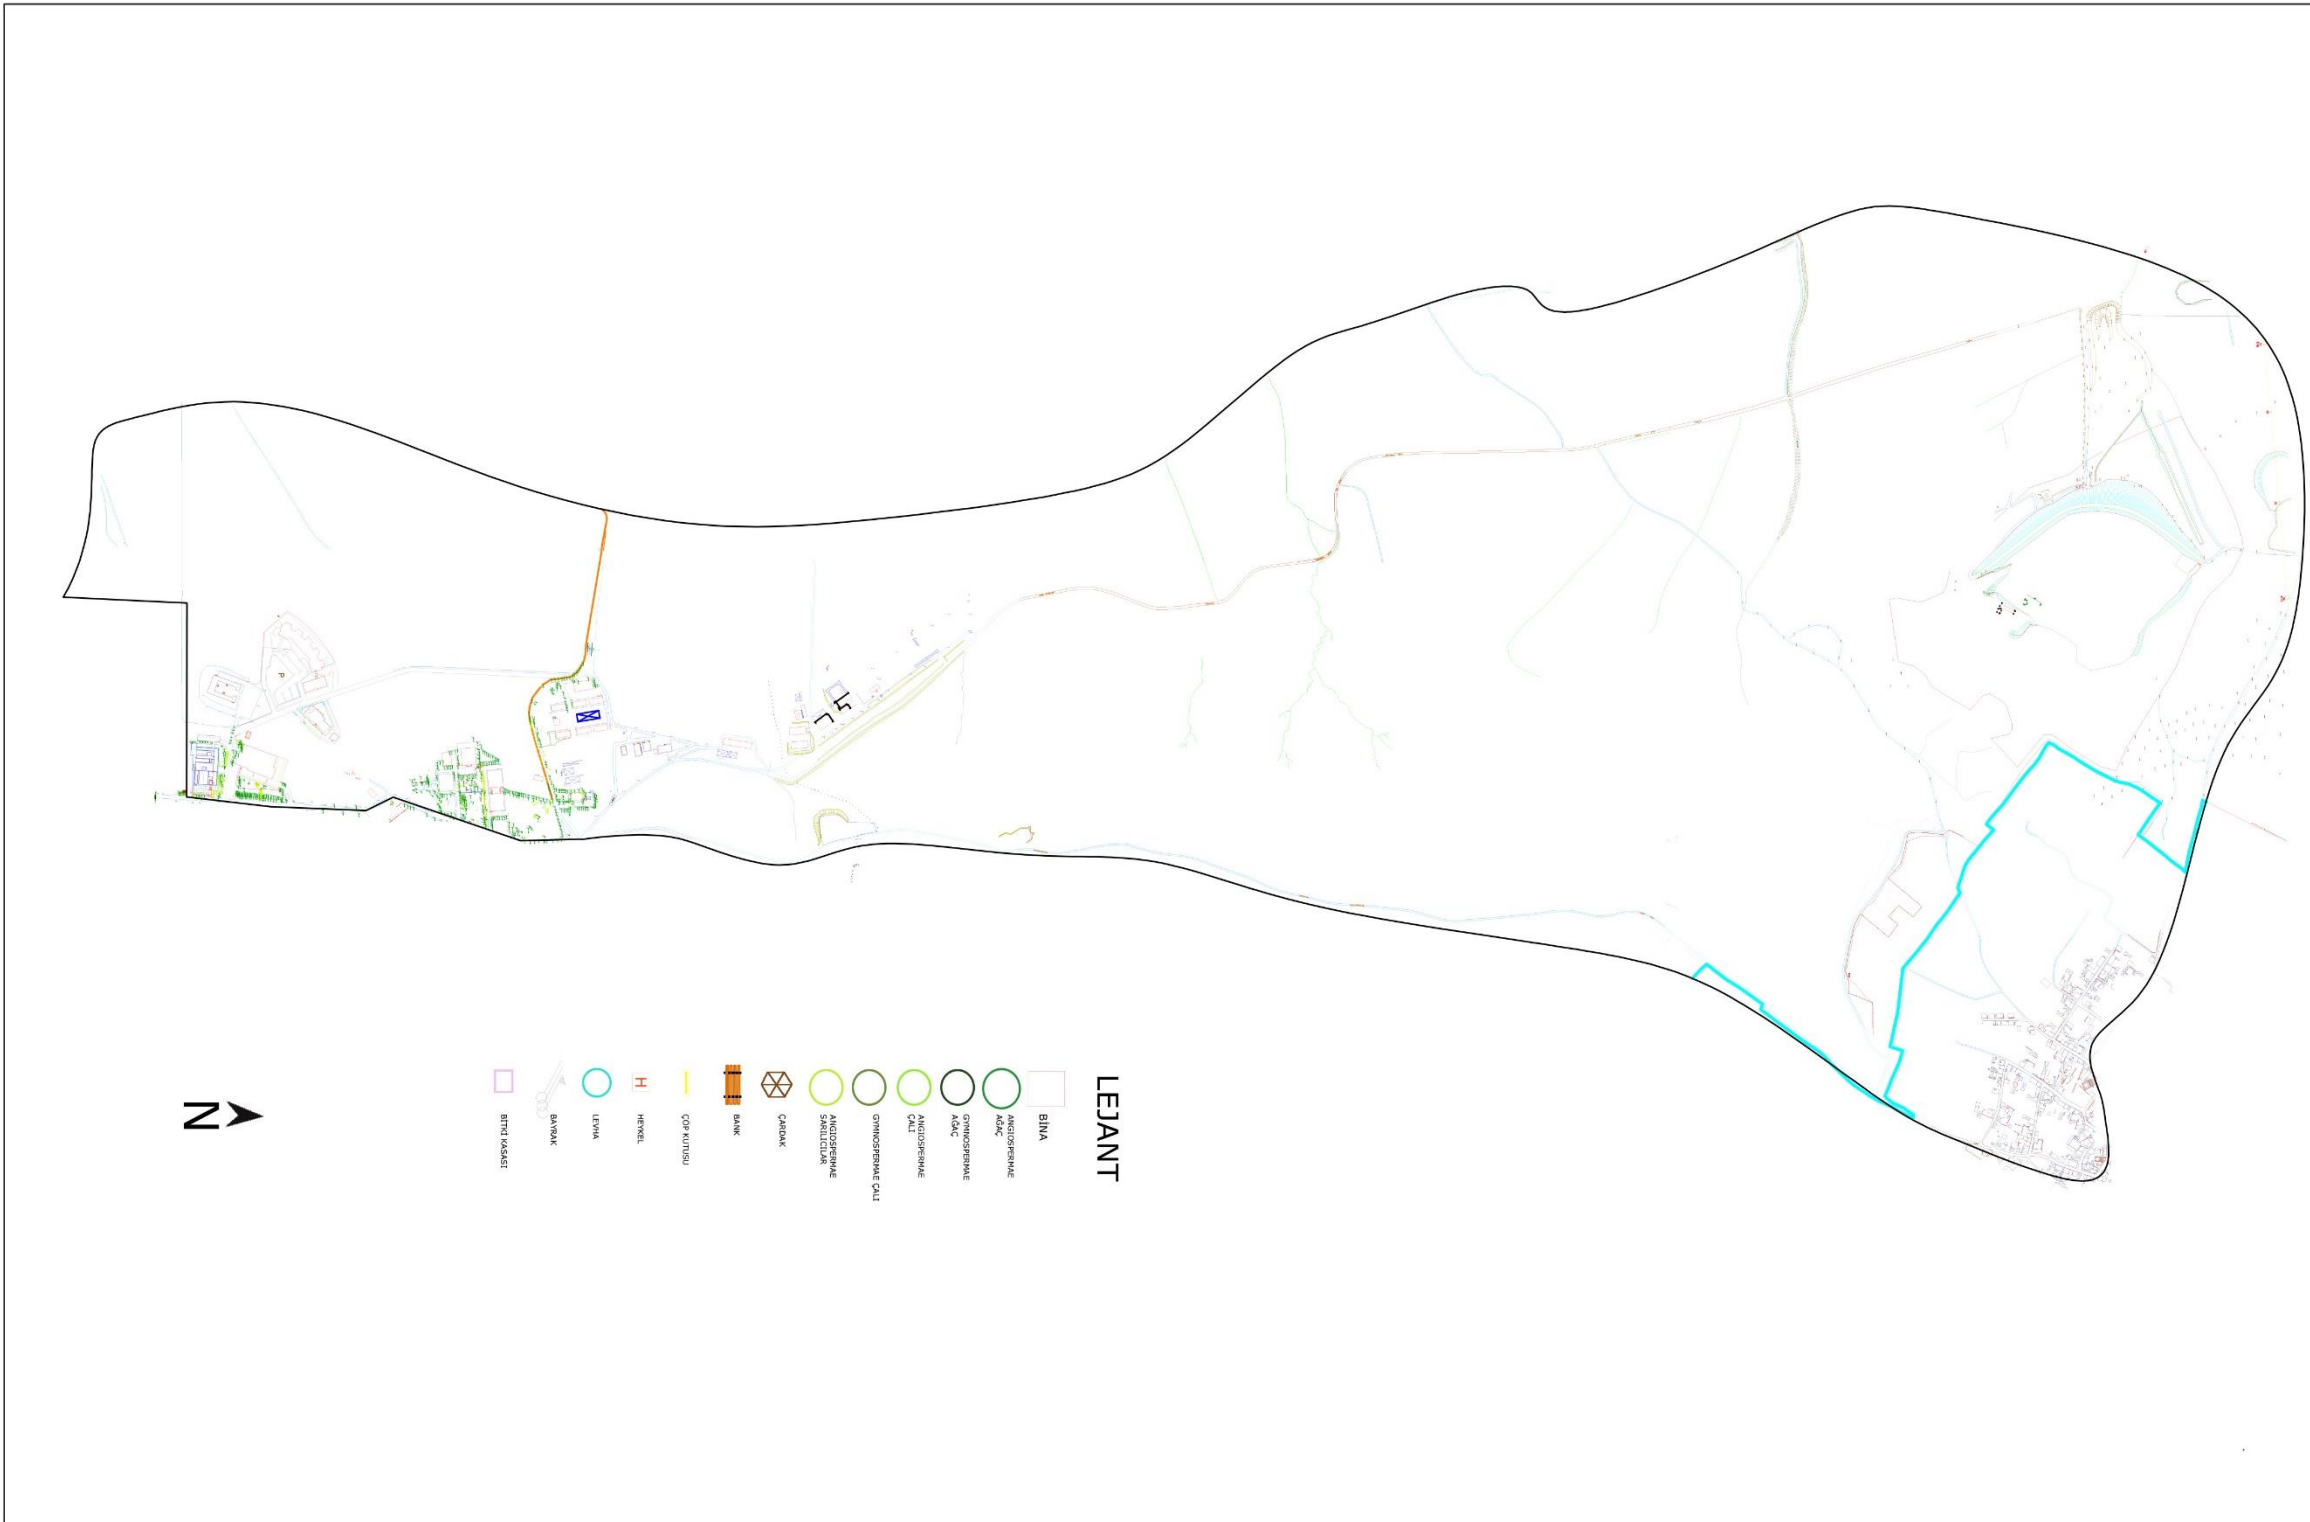 LEJANT
BİNA
ANGIOSPERMAE
AĞAÇ
GYMNOSPERMAE
AĞAÇ
ANGIOSPERMAE
ÇALI
GYMNOSPERMAE ÇALI
ANGIOSPERMAE
SARILICILAR
ÇARDAK
BANK
ÇÖP KUTUSU
H
HEYKEL
LEVHA
BAYRAK
BİTKİ KASASI
N
P